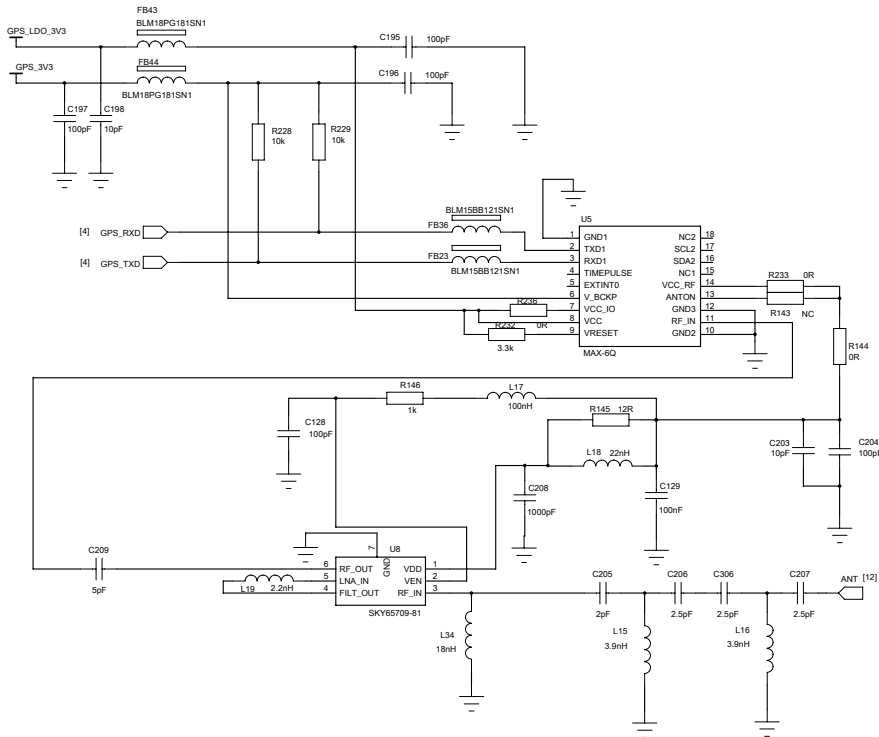 FB43
BLM18PG181SN1
GPS_LDO_3V3
C195
100pF
FB44
GPS_3V3
BLM18PG181SN1
C196
100pF
C197
100pF
C198
10pF
R228
10k
R229
10k
BLM15BB121SN1
[4] GPS_RXD
FB36
[4] GPS_TXD
FB23
BLM15BB121SN1
U5
1 GND1
2 TXD1
3 RXD1
4 TIMEPULSE
5 EXTINT0
6 V_BCKP
7 VCC_IO
8 VCC
9 VRESET
NC2 18
SCL2 17
SDA2 16
NC1 15
VCC_RF 14
ANTON 13
GND3 12
RF_IN 11
GND2 10
MAX-6Q
R236
0R
R232
3.3k
R233 0R
R143 NC
R144
0R
R146
1k
L17
100nH
C128
100pF
R145 12R
L18 22nH
C203
10pF
C204
100pF
C208
1000pF
C129
100nF
C209
5pF
U8
7
GND
6 RF_OUT
5 LNA_IN
4 FILT_OUT
VDD 1
VEN 2
RF_IN 3
SKY65709-81
L19 2.2nH
L34
18nH
C205
2pF
C206
2.5pF
C306
2.5pF
C207
2.5pF
ANT [12]
L15
3.9nH
L16
3.9nH